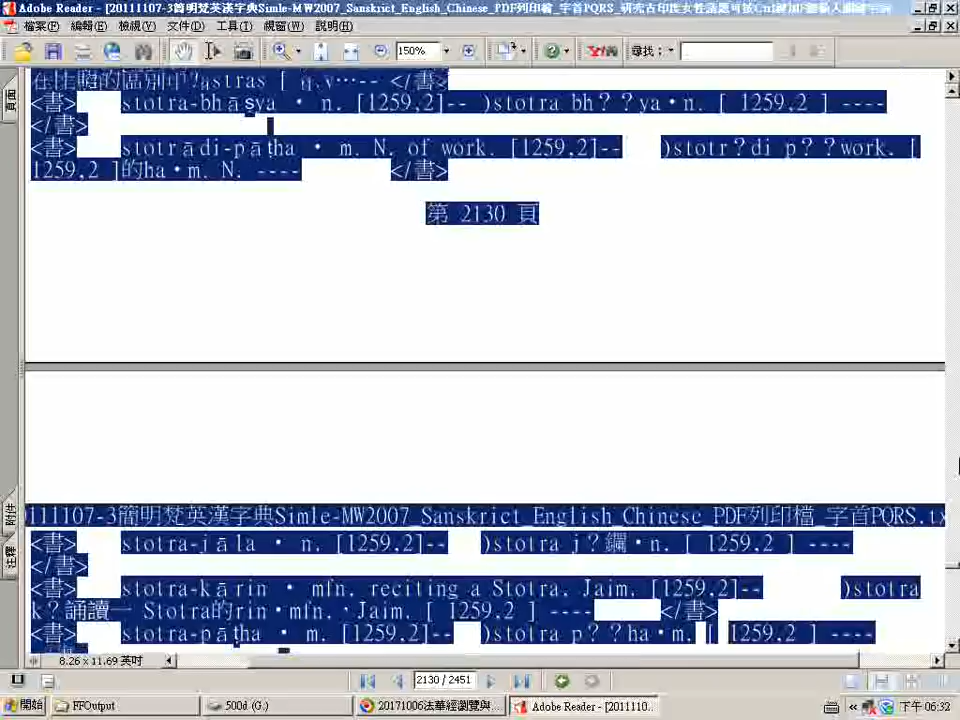 Adobe Reader - [20111107-3簡明梵英漢字典Simle-MW2007_Sanskrict_English_Chinese_PDF列印檔_字首PQRS_研究古印度女性議題可按Ctrl
檔案(F) 編輯(E) 檢視(V) 文件(D) 工具(T) 視窗(W) 說明(H)
150% 尋找:
頁面
在性 的區別中?astras [
<書> stotra-bhāṣya · n. [1259,2]-- )stotra bh？？ya·n. [ 1259,2 ] ----
</書>
<書> stotrādi-pāṭha · m. N. of work. [1259,2]-- )stotr？di p？？work. [
1259,2 ]的ha·m. N. ---- </書>
第 2130 頁
附件
註釋
111107-3簡明梵英漢字典Simle-MW2007_Sanskrict_English_Chinese_PDF列印檔_字首PQRS.tx
<書> stotra-jāla · n. [1259,2]-- )stotra j？鑭·n. [ 1259,2 ] ----
</書>
<書> stotra-kārin · mfn. reciting a Stotra. Jaim. [1259,2]-- )stotra
k？誦讀一 Stotra的rin·mfn.·Jaim. [ 1259,2 ] ---- </書>
<書> stotra-pāṭha · m. [1259,2]-- )stotra p？？ha·m. [ 1259,2 ] ----
8.26 x 11.69 英吋
2130 / 2451
開始 FFOutput 500d (G:) 20171006法華經瀏覽與... Adobe Reader - [2011110... « 下午 06:32